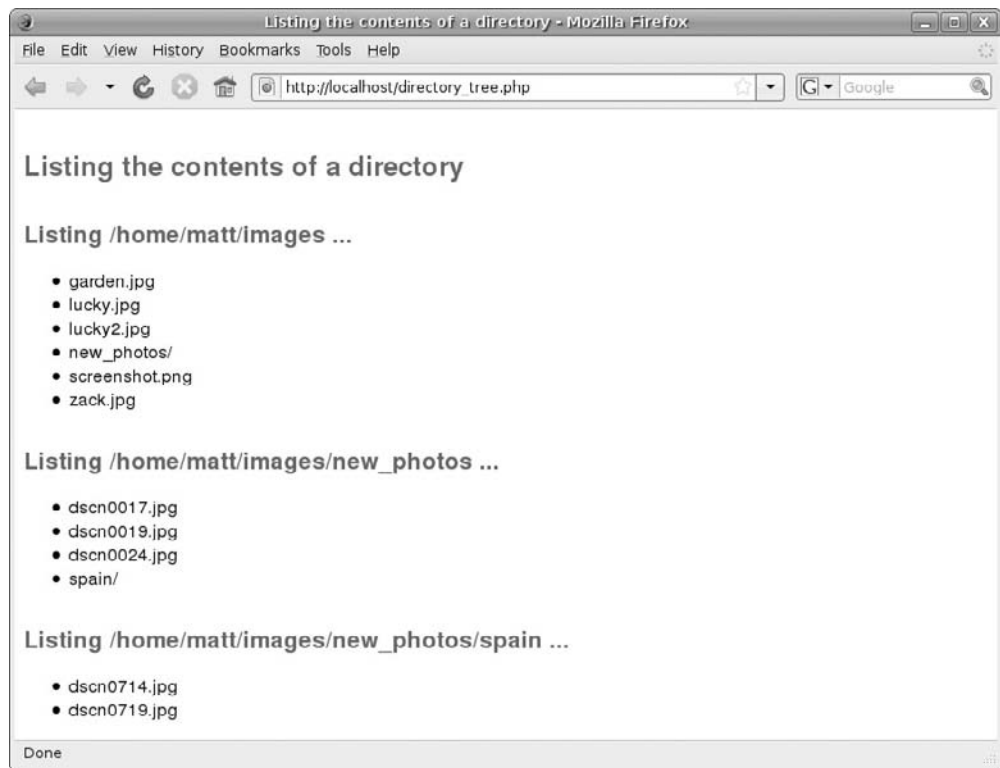 Listing the contents of a directory - Mozilla Firefox
File Edit View History Bookmarks Tools Help
http://localhost/directory_tree.php
G Google
Listing the contents of a directory
Listing /home/matt/images ...
• garden.jpg
• lucky.jpg
• lucky2.jpg
• new_photos/
• screenshot.png
• zack.jpg
Listing /home/matt/images/new_photos ...
• dscn0017.jpg
• dscn0019.jpg
• dscn0024.jpg
• spain/
Listing /home/matt/images/new_photos/spain ...
• dscn0714.jpg
• dscn0719.jpg
Done